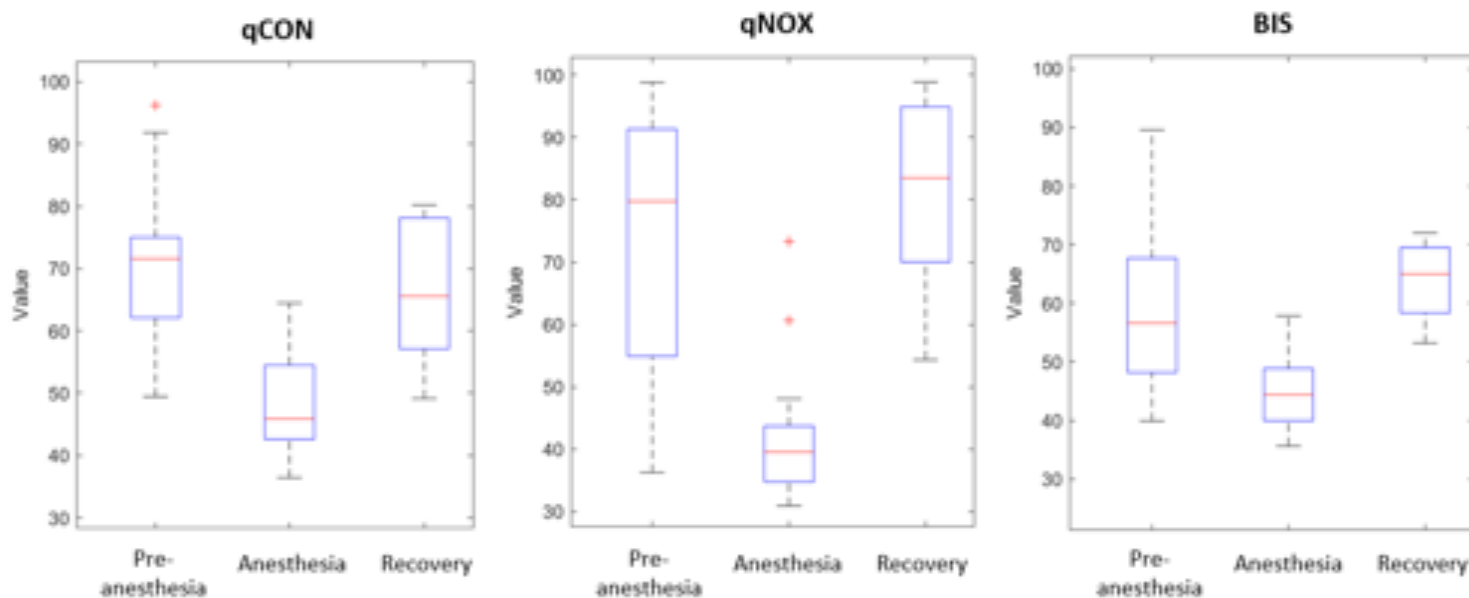 qCON
100
90
80
70
60
50
40
30
Value
Pre-
anesthesia
Anesthesia
Recovery
qNOX
100
90
80
70
60
50
40
30
Value
Pre-
anesthesia
Anesthesia
Recovery
BIS
100
90
80
70
60
50
40
30
Value
Pre-
anesthesia
Anesthesia
Recovery